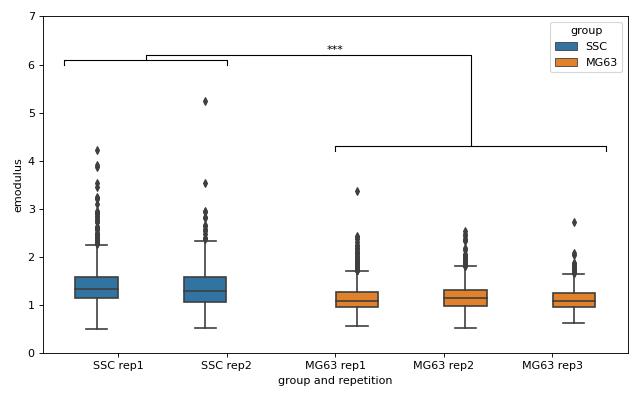 7
6
5
4
3
2
1
0
emodulus
***
group
SSC
MG63
SSC rep1
SSC rep2
MG63 rep1
MG63 rep2
MG63 rep3
group and repetition